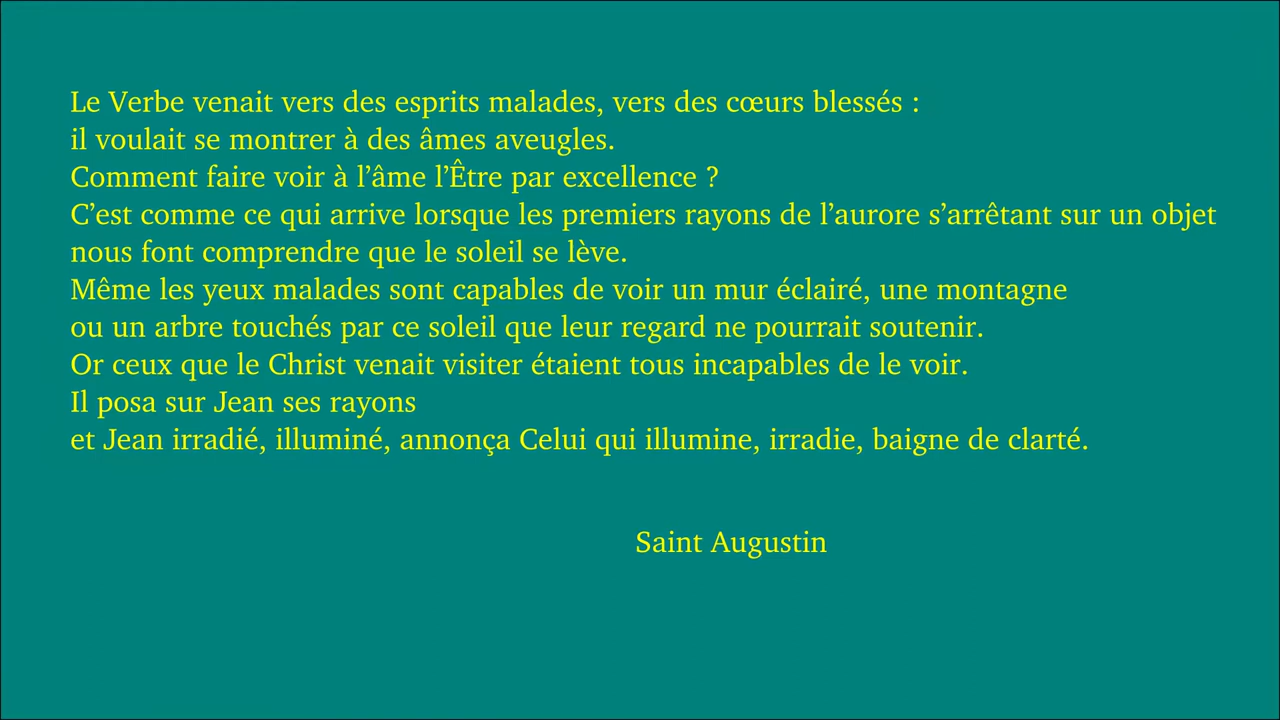 Le Verbe venait vers des esprits malades, vers des cœurs blessés :
il voulait se montrer à des âmes aveugles.
Comment faire voir à l’âme l’Être par excellence ?
C’est comme ce qui arrive lorsque les premiers rayons de l’aurore s’arrêtant sur un objet
nous font comprendre que le soleil se lève.
Même les yeux malades sont capables de voir un mur éclairé, une montagne
ou un arbre touchés par ce soleil que leur regard ne pourrait soutenir.
Or ceux que le Christ venait visiter étaient tous incapables de le voir.
Il posa sur Jean ses rayons
et Jean irradié, illuminé, annonça Celui qui illumine, irradie, baigne de clarté.
Saint Augustin